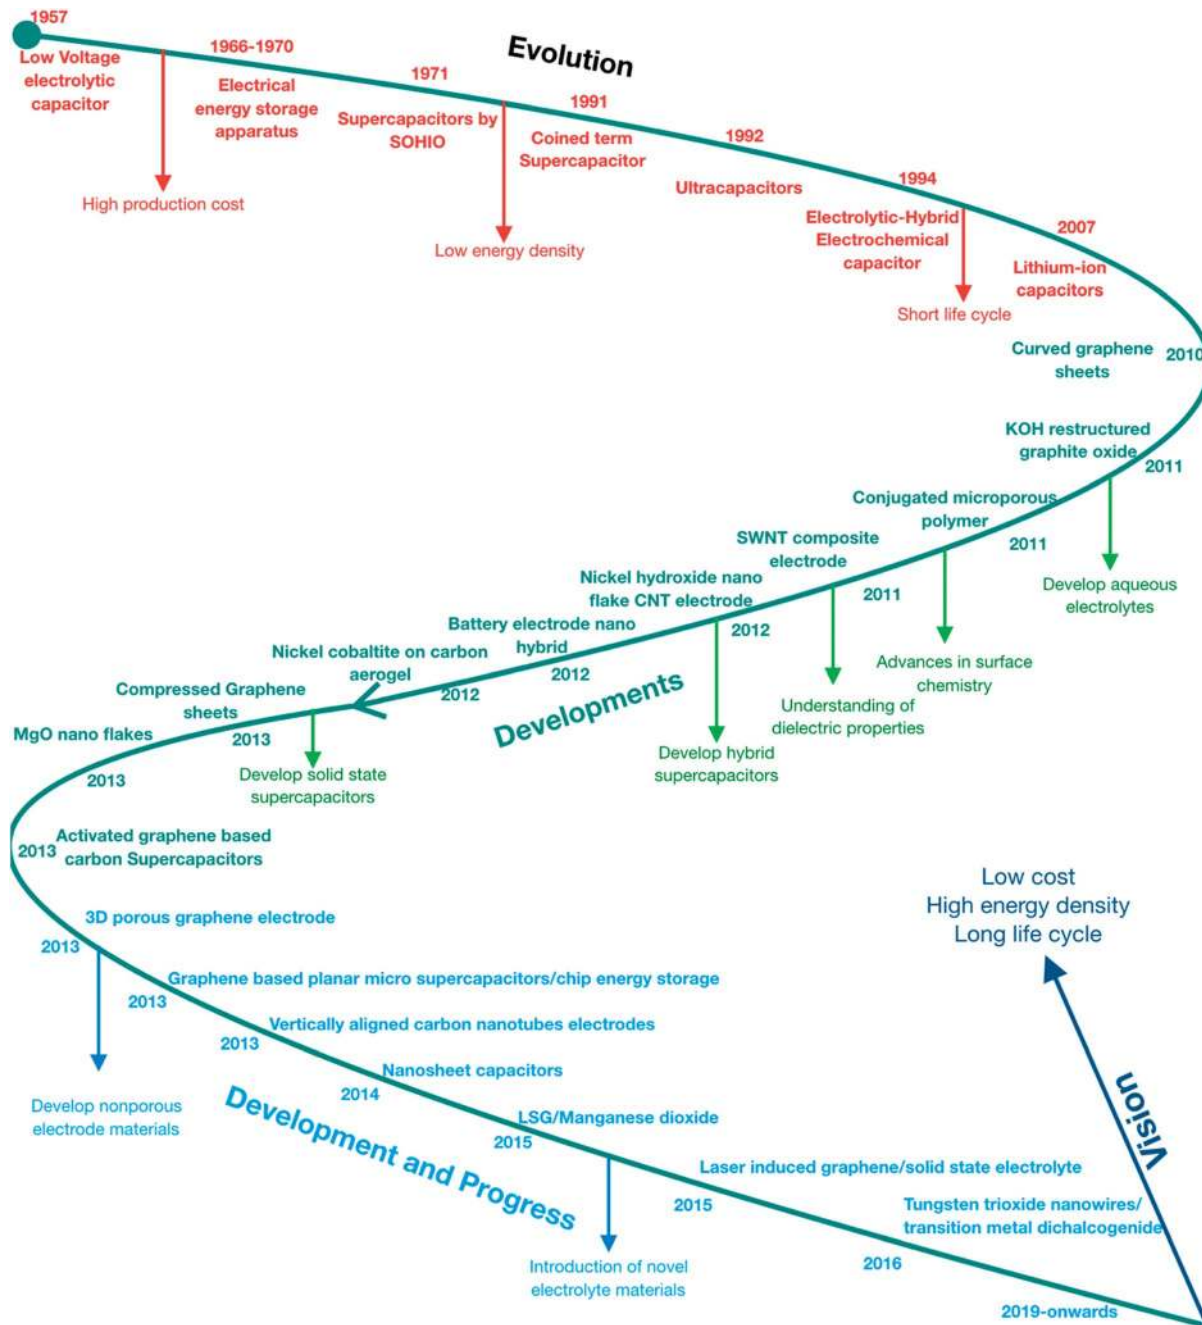 1957
Low Voltage
electrolytic
capacitor
1966-1970
Electrical
energy storage
apparatus
High production cost
Evolution
1971
Supercapacitors by
SOHIO
Low energy density
1991
Coined term
Supercapacitor
1992
Ultracapacitors
1994
Electrolytic-Hybrid
Electrochemical
capacitor
Short life cycle
2007
Lithium-ion
capacitors
Curved graphene
sheets
2010
KOH restructured
graphite oxide
2011
Develop aqueous
electrolytes
Conjugated microporous
polymer
2011
Advances in surface
chemistry
SWNT composite
electrode
2011
Understanding of
dielectric properties
Nickel hydroxide nano
flake CNT electrode
2012
Develop hybrid
supercapacitors
Battery electrode nano
hybrid
2012
Developments
Nickel cobaltite on carbon
aerogel
2012
Compressed Graphene
sheets
2013
Develop solid state
supercapacitors
MgO nano flakes
2013
2013
Activated graphene based
carbon Supercapacitors
3D porous graphene electrode
2013
Develop nonporous
electrode materials
Graphene based planar micro supercapacitors/chip energy storage
2013
Vertically aligned carbon nanotubes electrodes
2013
Nanosheet capacitors
2014
Development and Progress
LSG/Manganese dioxide
2015
Introduction of novel
electrolyte materials
Laser induced graphene/solid state electrolyte
2015
Tungsten trioxide nanowires/
transition metal dichalcogenide
2016
2019-onwards
Vision
Low cost
High energy density
Long life cycle